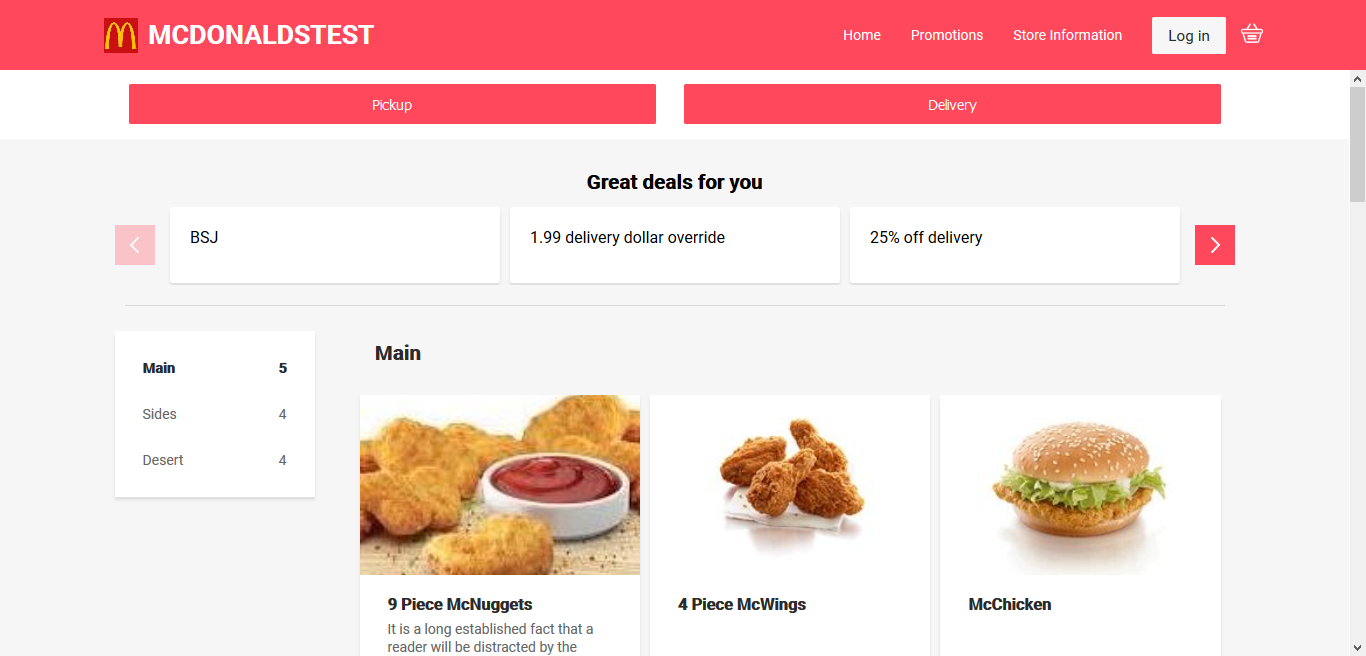 MCDONALDSTEST
Home
Promotions
Store Information
Log in
Pickup
Delivery
Great deals for you
BSJ
1.99 delivery dollar override
25% off delivery
Main 5
Sides 4
Desert 4
Main
9 Piece McNuggets
It is a long established fact that a
reader will be distracted by the
4 Piece McWings
McChicken